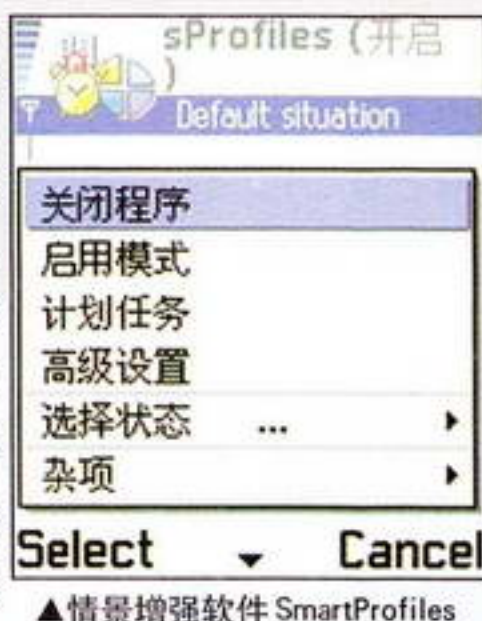 sProfiles (开启
)
Default situation
关闭程序
启用模式
计划任务
高级设置
选择状态 ...
杂项
Select Cancel
▲情景增强软件 SmartProfiles